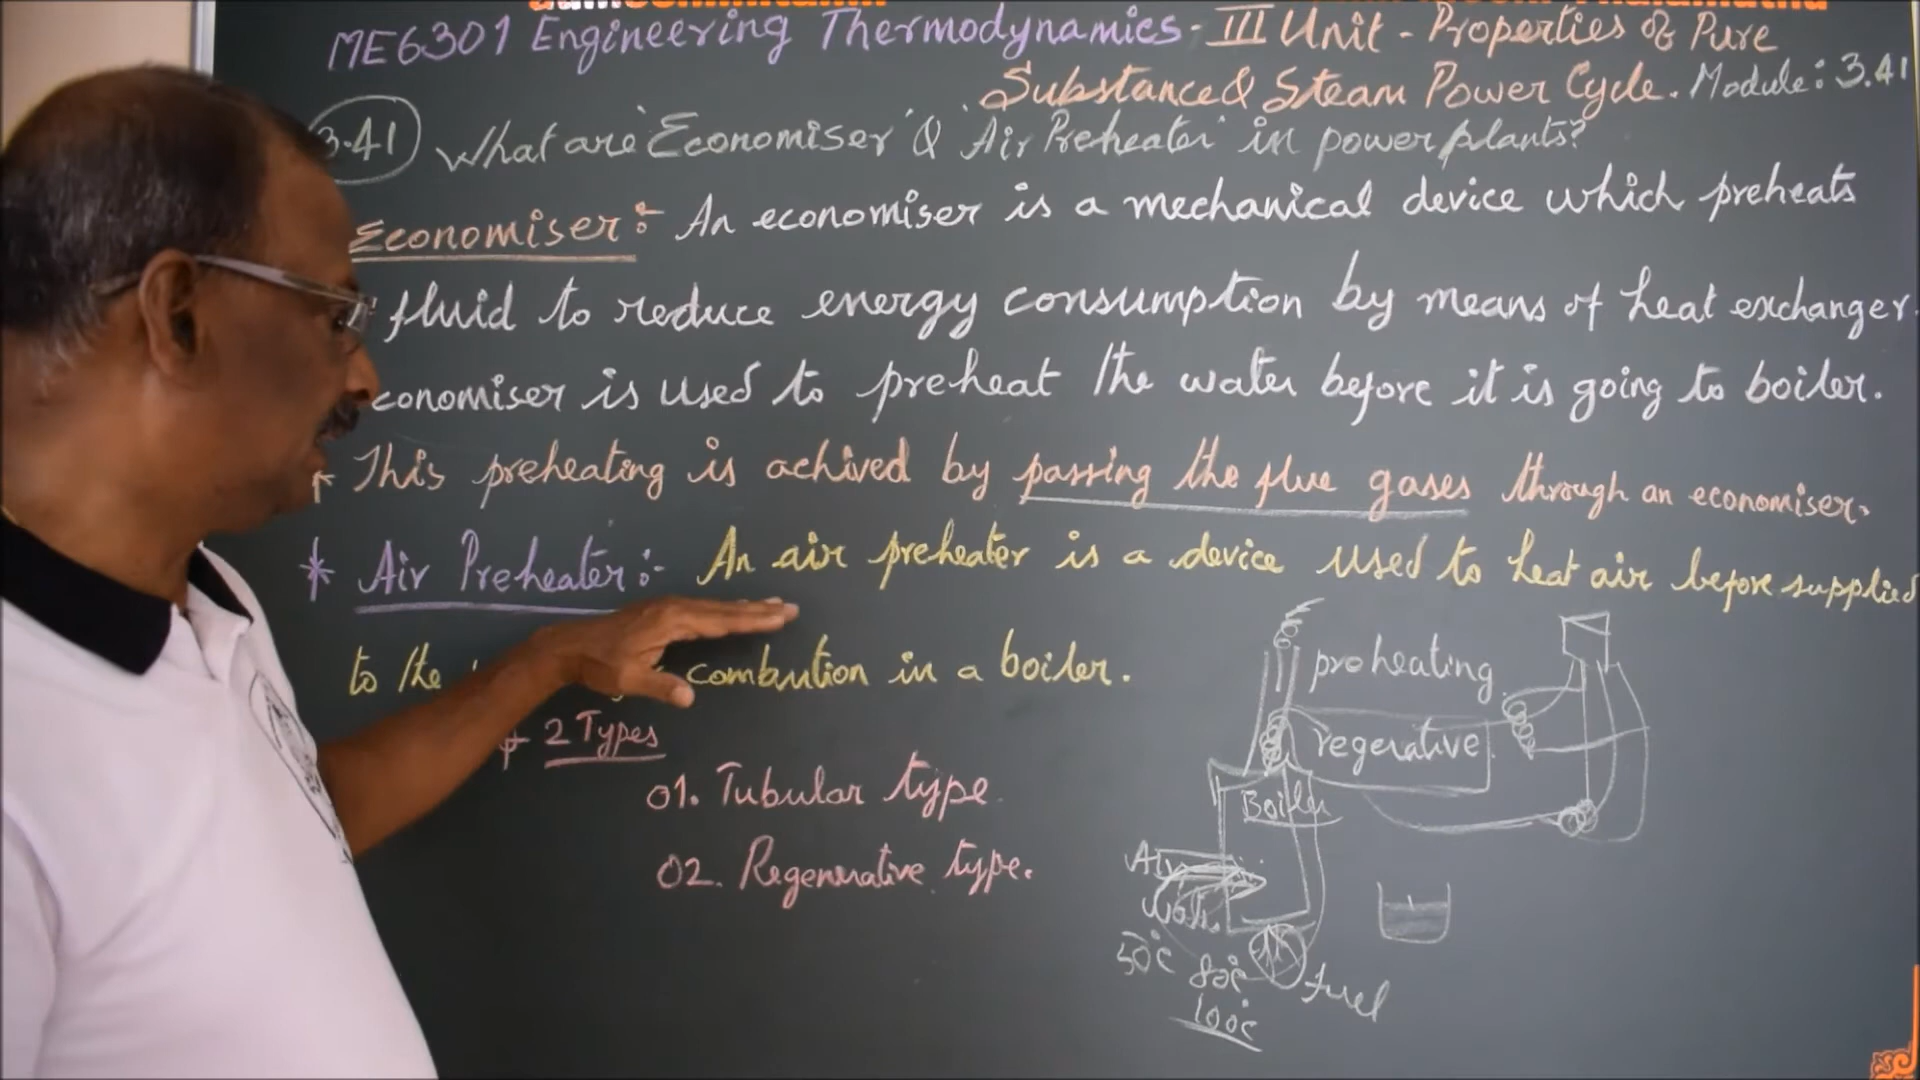 ME6301 Engineering Thermodynamics - III Unit - Properties of Pure
Substance & Steam Power Cycle. Module: 3.41
3.41 What are 'Economiser' & 'Air Preheater' in power plants?
Economiser:- An economiser is a mechanical device which preheats
fluid to reduce energy consumption by means of heat exchanger.
conomiser is used to preheat the water before it is going to boiler.
This preheating is achived by passing the flue gases through an economiser.
* Air Preheater:- An air preheater is a device used to heat air before supplied
to the combution in a boiler.
2 Types
01. Tubular type
02. Regenerative type.
proheating
regerative
Boiler
Air
Water
50°C 80°C
100°C
fuel